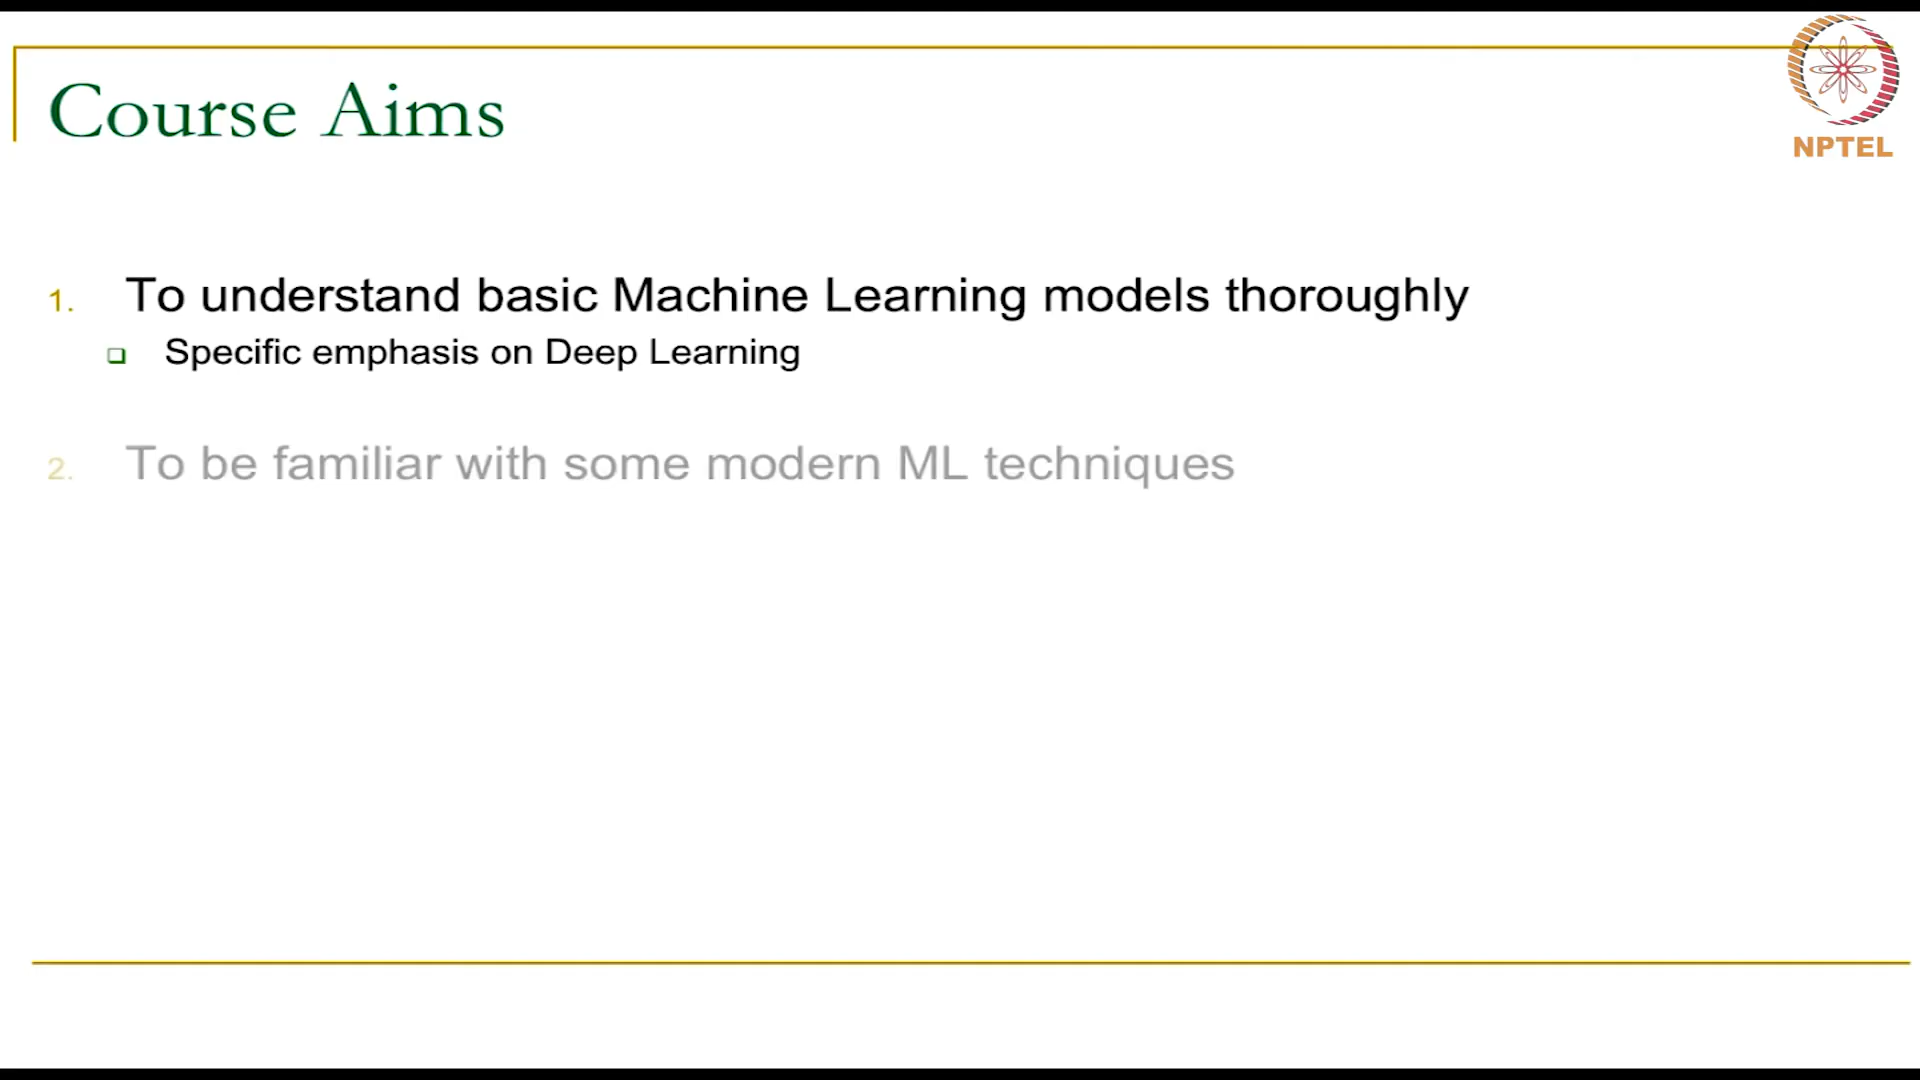 Course Aims
NPTEL
1. To understand basic Machine Learning models thoroughly
❑ Specific emphasis on Deep Learning
2. To be familiar with some modern ML techniques